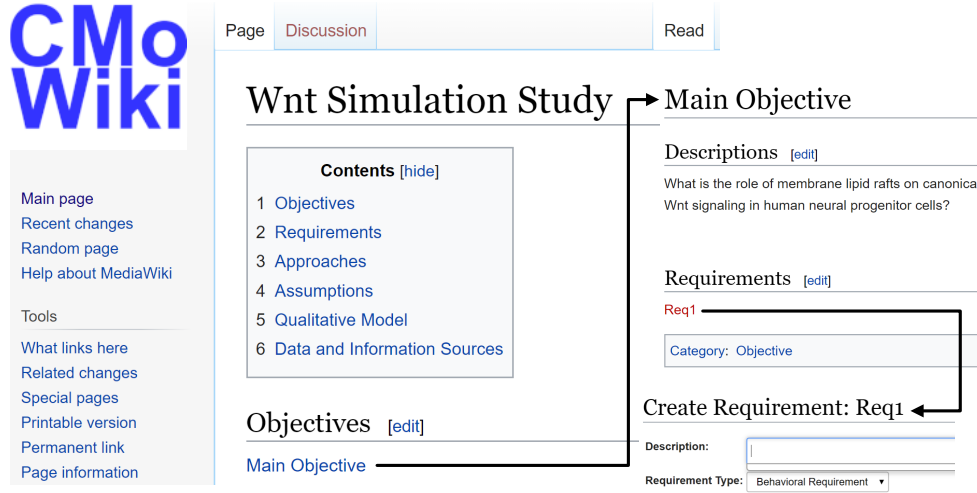 CMo
Wiki
Main page
Recent changes
Random page
Help about MediaWiki
Tools
What links here
Related changes
Special pages
Printable version
Permanent link
Page information
Page Discussion Read
Wnt Simulation Study
Contents [hide]
1 Objectives
2 Requirements
3 Approaches
4 Assumptions
5 Qualitative Model
6 Data and Information Sources
Objectives [edit]
Main Objective
Main Objective
Descriptions [edit]
What is the role of membrane lipid rafts on canonica
Wnt signaling in human neural progenitor cells?
Requirements [edit]
Req1
Category: Objective
Create Requirement: Req1
Description:
Requirement Type: Behavioral Requirement